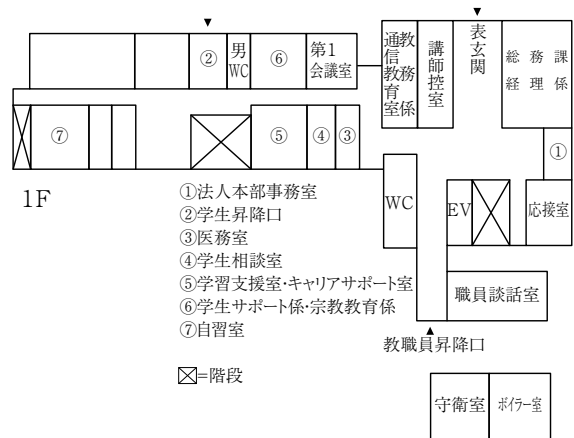 ▼
②
男
WC
⑥
第1
会議室
教務係
通信教育室
講師控室
▼
表玄関
総務課
経理係
①
⑦
⑤
④
③
1F
WC
EV
応接室
①法人本部事務室
②学生昇降口
③医務室
④学生相談室
⑤学習支援室・キャリアサポート室
⑥学生サポート係・宗教教育係
⑦自習室
=階段
職員談話室
▲
教職員昇降口
守衛室
ボイラー室